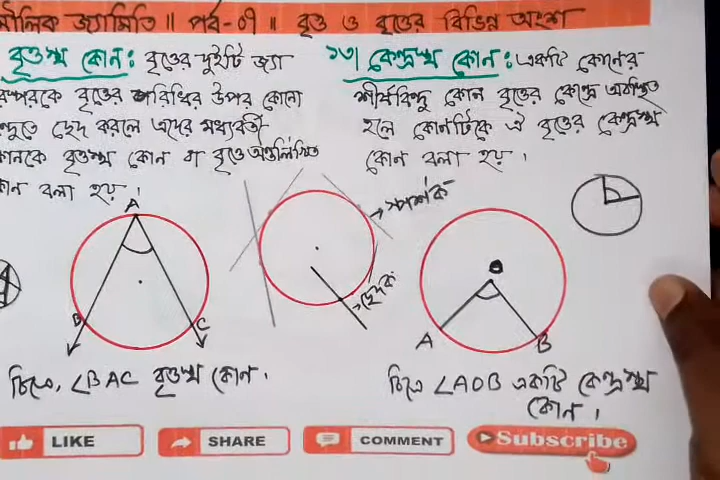 মৌলিক জ্যামিতি ॥ পর্ব-০৭ ॥ বৃত্ত ও বৃত্তের বিভিন্ন অংশ
বৃত্তস্থ কোন: বৃত্তের দুইটি জ্যা
পরস্পরকে বৃত্তের পরিধির উপর কোনো
বিন্দুতে ছেদ করলে এদের মধ্যবর্তী
কোনকে বৃত্তস্থ কোন বা বৃত্তে অন্তর্লিখিত
কোন বলা হয়।
১৩। কেন্দ্রস্থ কোন: একটি কোনের
শীর্ষবিন্দু কোন বৃত্তের কেন্দ্রে অবস্থিত
হলে কোনটিকে ঐ বৃত্তের কেন্দ্রস্থ
কোন বলা হয়।
A
B
C
স্পর্শক
ছেদক
A
B
চিত্রে, ∠BAC বৃত্তস্থ কোন।
চিত্রে ∠AOB একটি কেন্দ্রস্থ
কোন।
LIKE
SHARE
COMMENT
Subscribe